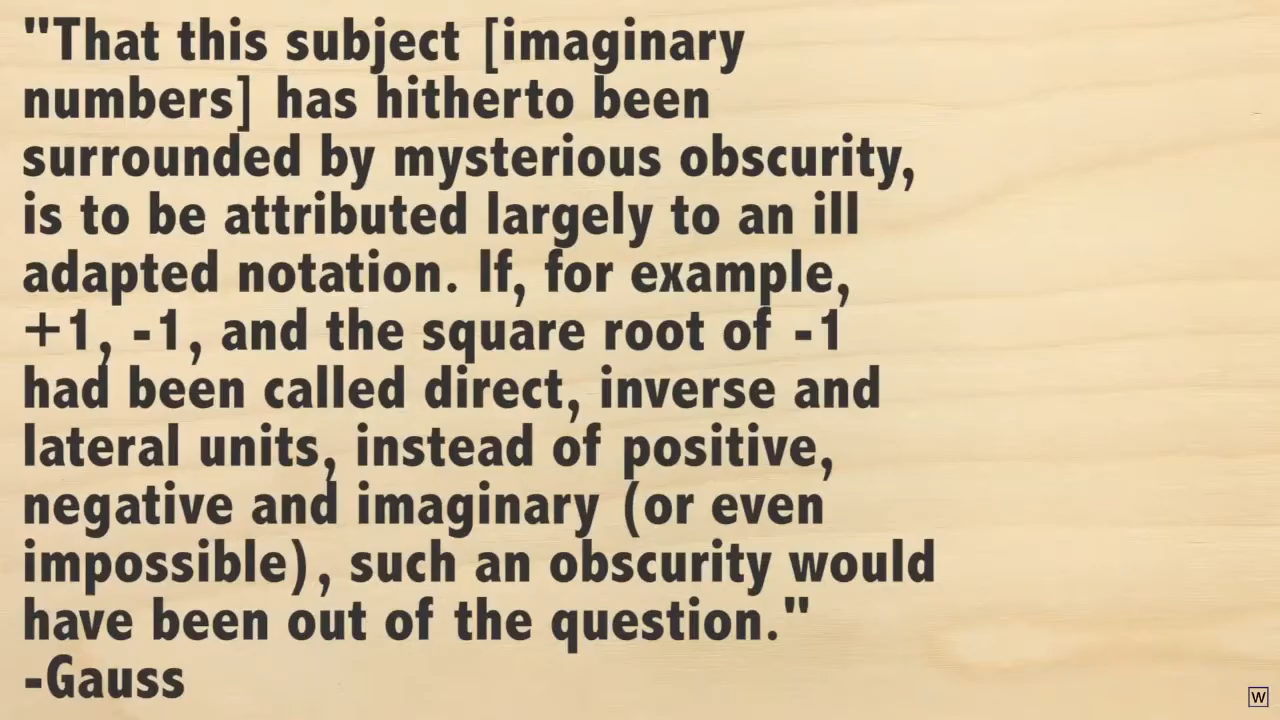 "That this subject [imaginary
numbers] has hitherto been
surrounded by mysterious obscurity,
is to be attributed largely to an ill
adapted notation. If, for example,
+1, -1, and the square root of -1
had been called direct, inverse and
lateral units, instead of positive,
negative and imaginary (or even
impossible), such an obscurity would
have been out of the question."
-Gauss
W